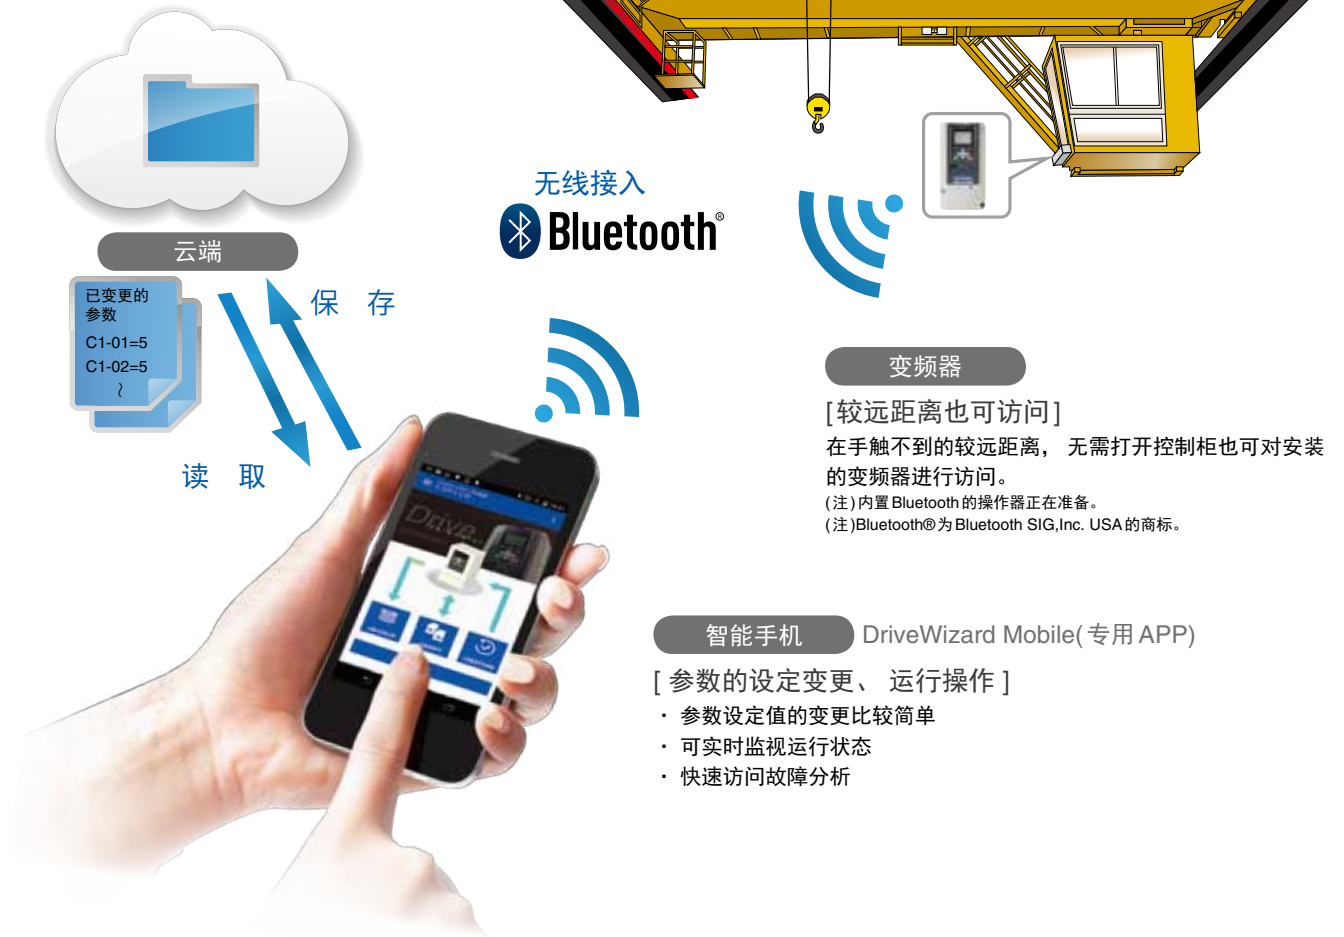 无线接入
Bluetooth®
云端
已变更的
参数
C1-01=5
C1-02=5
~
保 存
读 取
变频器
[较远距离也可访问]
在手触不到的较远距离， 无需打开控制柜也可对安装
的变频器进行访问。
(注)内置Bluetooth的操作器正在准备。
(注)Bluetooth®为Bluetooth SIG,Inc. USA的商标。
Drive
智能手机 DriveWizard Mobile(专用APP)
[ 参数的设定变更、 运行操作 ]
· 参数设定值的变更比较简单
· 可实时监视运行状态
· 快速访问故障分析